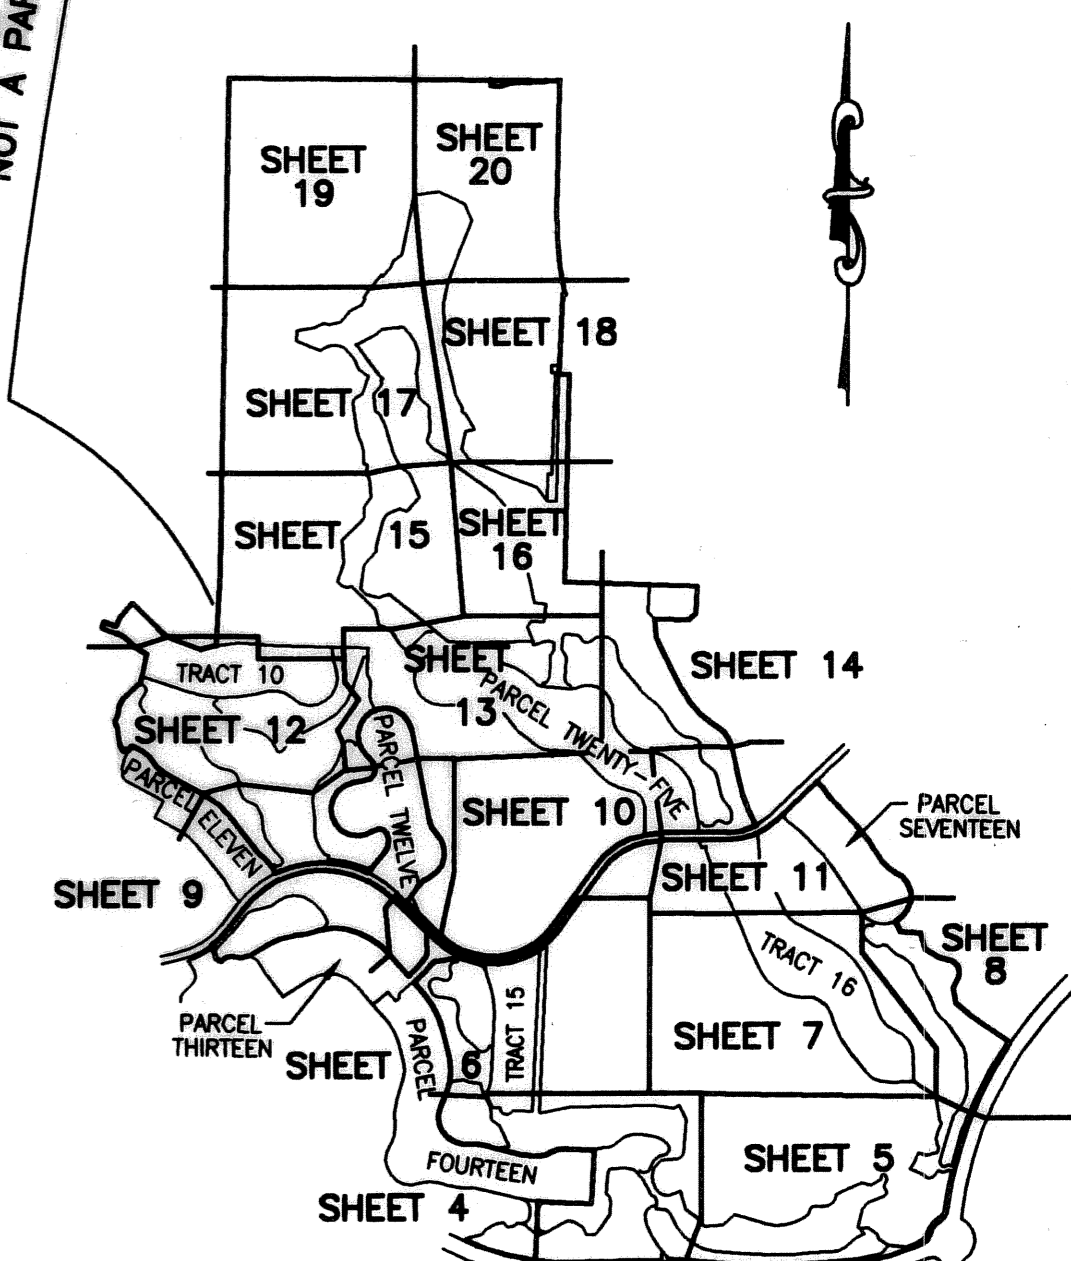 NOT A PAR
SHEET
19
SHEET
20
SHEET 18
SHEET 17
SHEET 15
SHEET
16
SHEET
13
SHEET 14
TRACT 10
SHEET 12
PARCEL TWENTY-FIVE
PARCEL TWELVE
PARCEL ELEVEN
SHEET 10
PARCEL
SEVENTEEN
SHEET 11
SHEET 9
SHEET
8
TRACT 16
TRACT 15
PARCEL
THIRTEEN
SHEET 6
SHEET 7
PARCEL
FOURTEEN
SHEET 5
SHEET 4